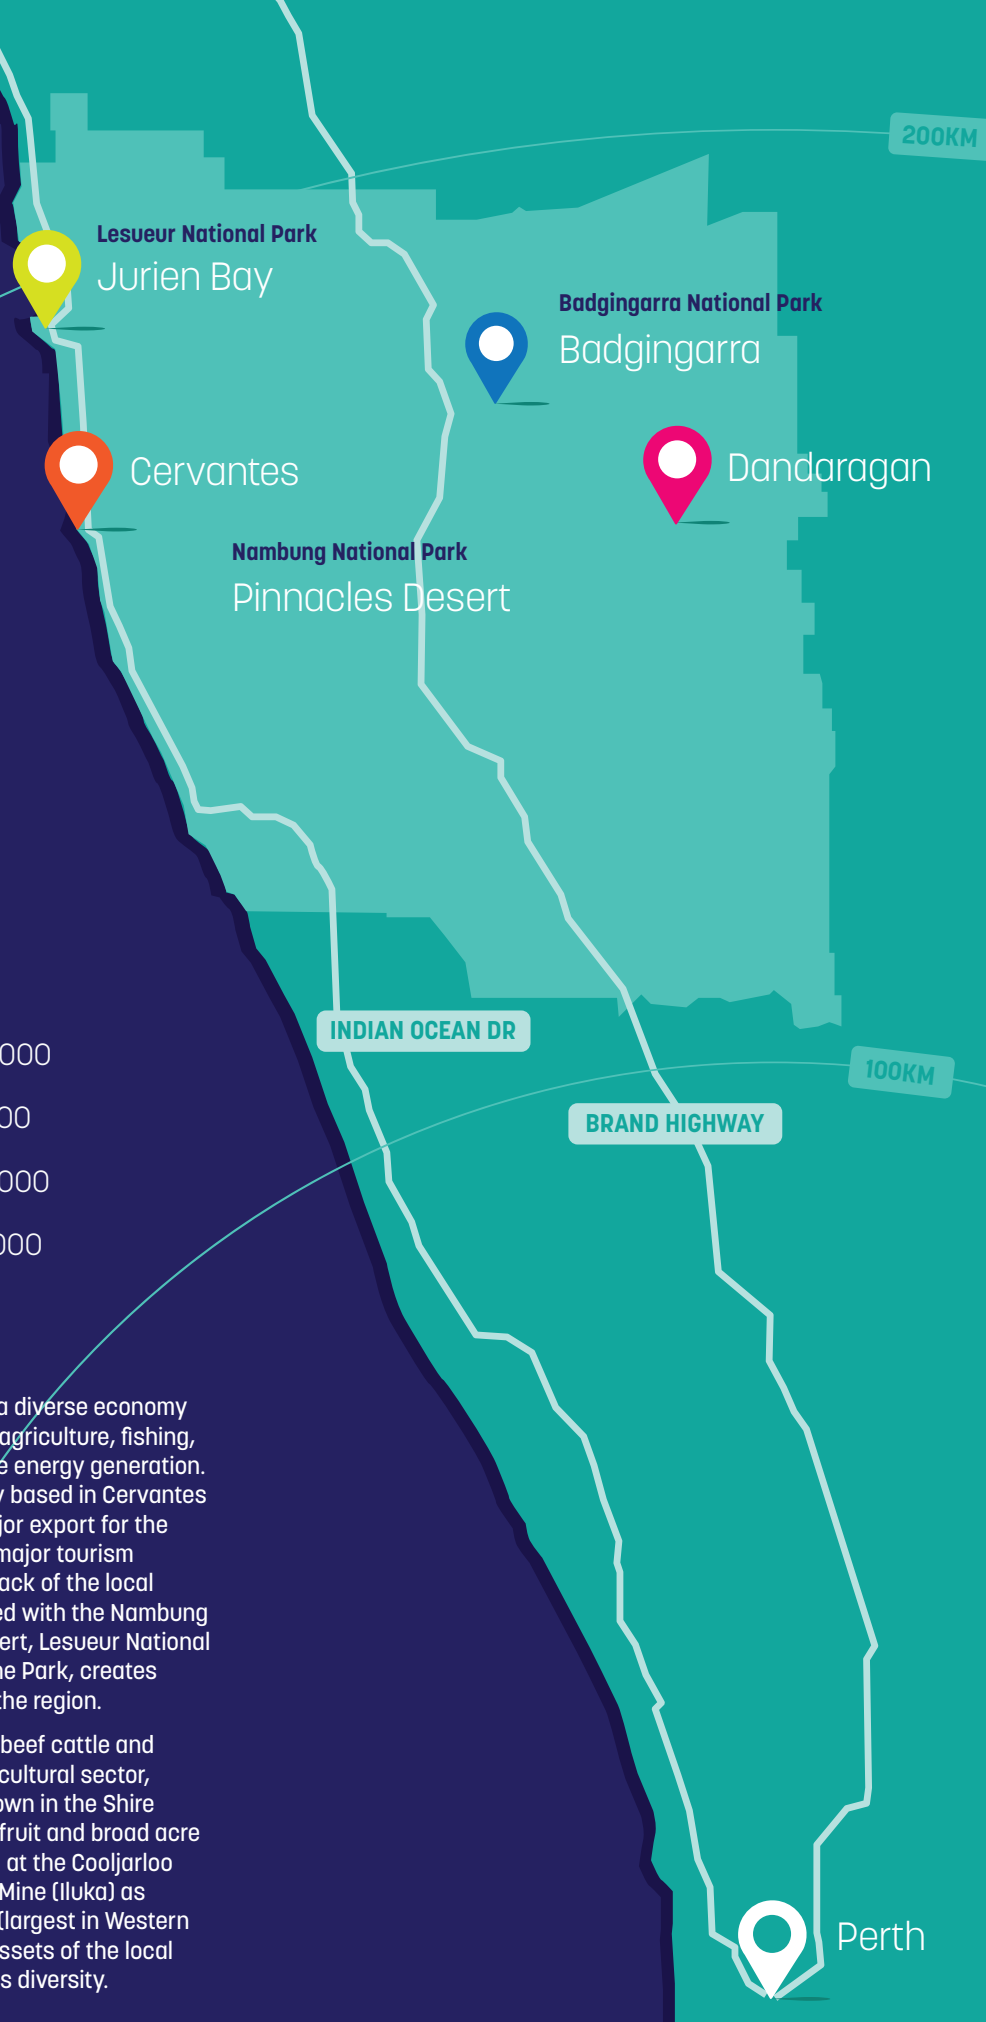 200KM
Lesueur National Park
Jurien Bay
Badgingarra National Park
Badgingarra
Dandaragan
Cervantes
Nambung National Park
Pinnacles Desert
INDIAN OCEAN DR
100KM
BRAND HIGHWAY
000
00
000
000
a diverse economy
agriculture, fishing,
e energy generation.
y based in Cervantes
jor export for the
major tourism
ack of the local
ed with the Nambung
ert, Lesueur National
ne Park, creates
the region.
beef cattle and
cultural sector,
own in the Shire
fruit and broad acre
at the Cooljarloo
Mine (Iluka) as
(largest in Western
ssets of the local
s diversity.
Perth